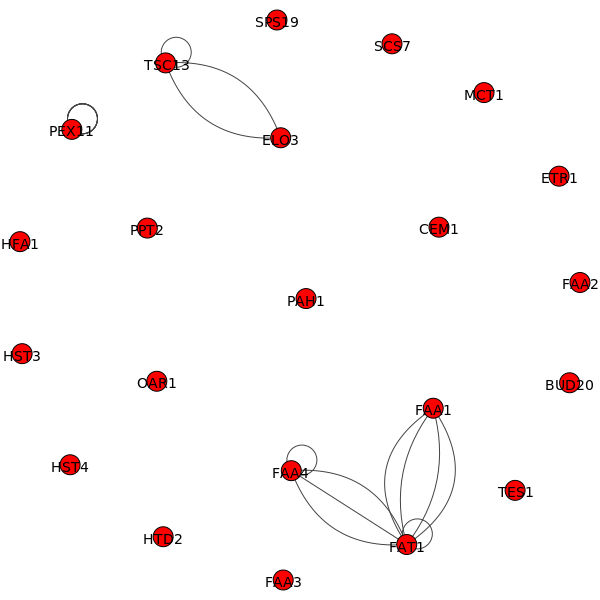 SPS19
SCS7
TSC13
MCT1
PEX11
ELO3
ETR1
HFA1
PPT2
CEM1
FAA2
PAH1
HST3
OAR1
BUD20
FAA1
HST4
FAA4
TES1
HTD2
FAT1
FAA3